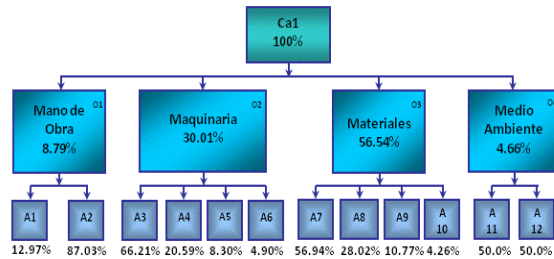 Ca1
100%
O1
Mano de
Obra
8.79%
O2
Maquinaria
30.01%
O3
Materiales
56.54%
Medio
Ambiente
4.66%
A1
A2
A3
A4
A5
A6
A7
A8
A9
A
10
A
11
A
12
12.97%
87.03%
66.21%
20.59%
8.30%
4.90%
56.94%
28.02%
10.77%
4.26%
50.0%
50.0%